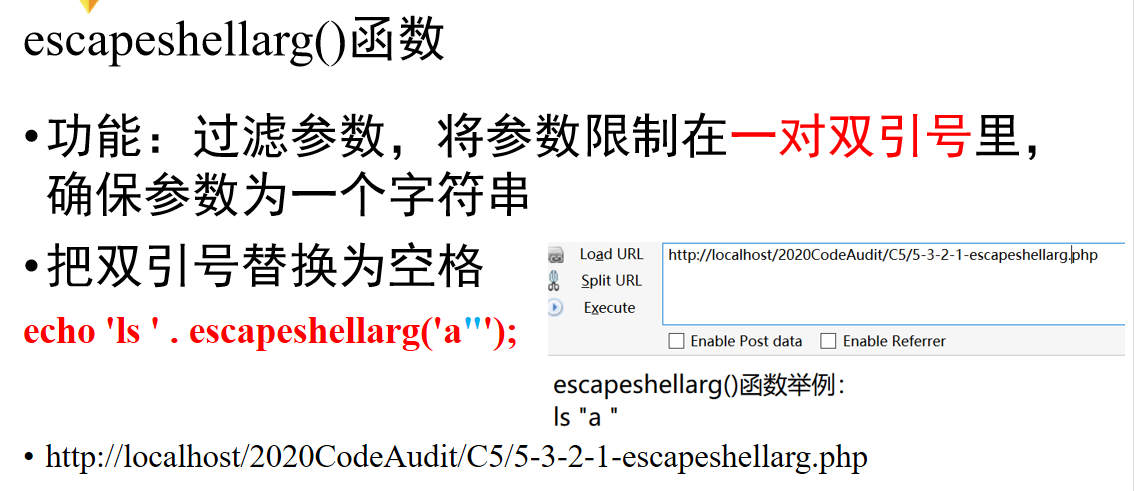 escapeshellarg()函数
•功能：过滤参数，将参数限制在一对双引号里，
确保参数为一个字符串
•把双引号替换为空格
echo 'ls ' . escapeshellarg('a"');
Load URL
http://localhost/2020CodeAudit/C5/5-3-2-1-escapeshellarg.php
Split URL
Execute
Enable Post data Enable Referrer
escapeshellarg()函数举例：
ls "a "
• http://localhost/2020CodeAudit/C5/5-3-2-1-escapeshellarg.php